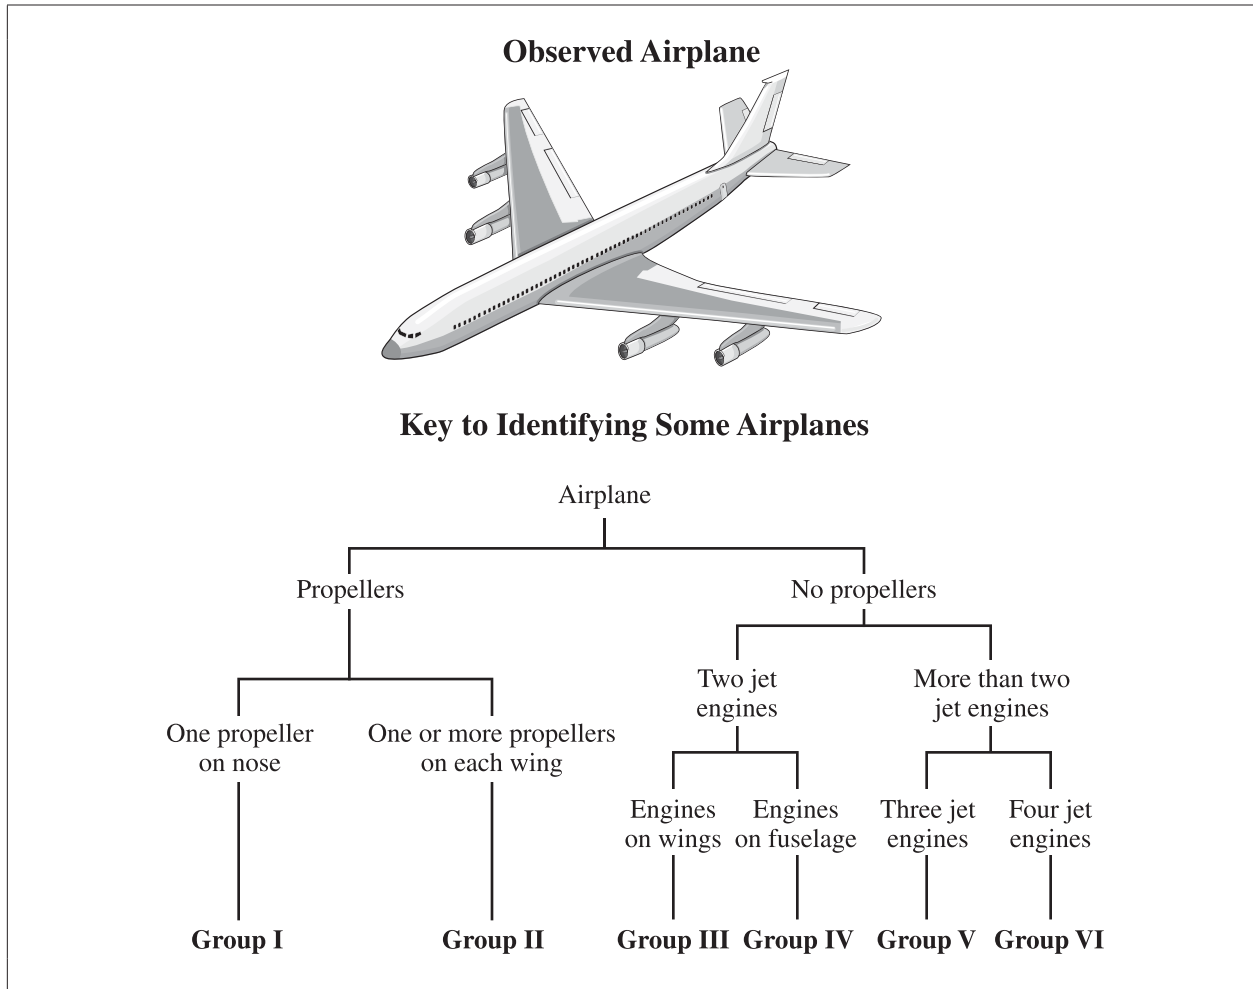 Observed Airplane
Key to Identifying Some Airplanes
Airplane
Propellers
No propellers
Two jet
engines
More than two
jet engines
One propeller
on nose
One or more propellers
on each wing
Engines
on wings
Engines
on fuselage
Three jet
engines
Four jet
engines
Group I
Group II
Group III
Group IV
Group V
Group VI